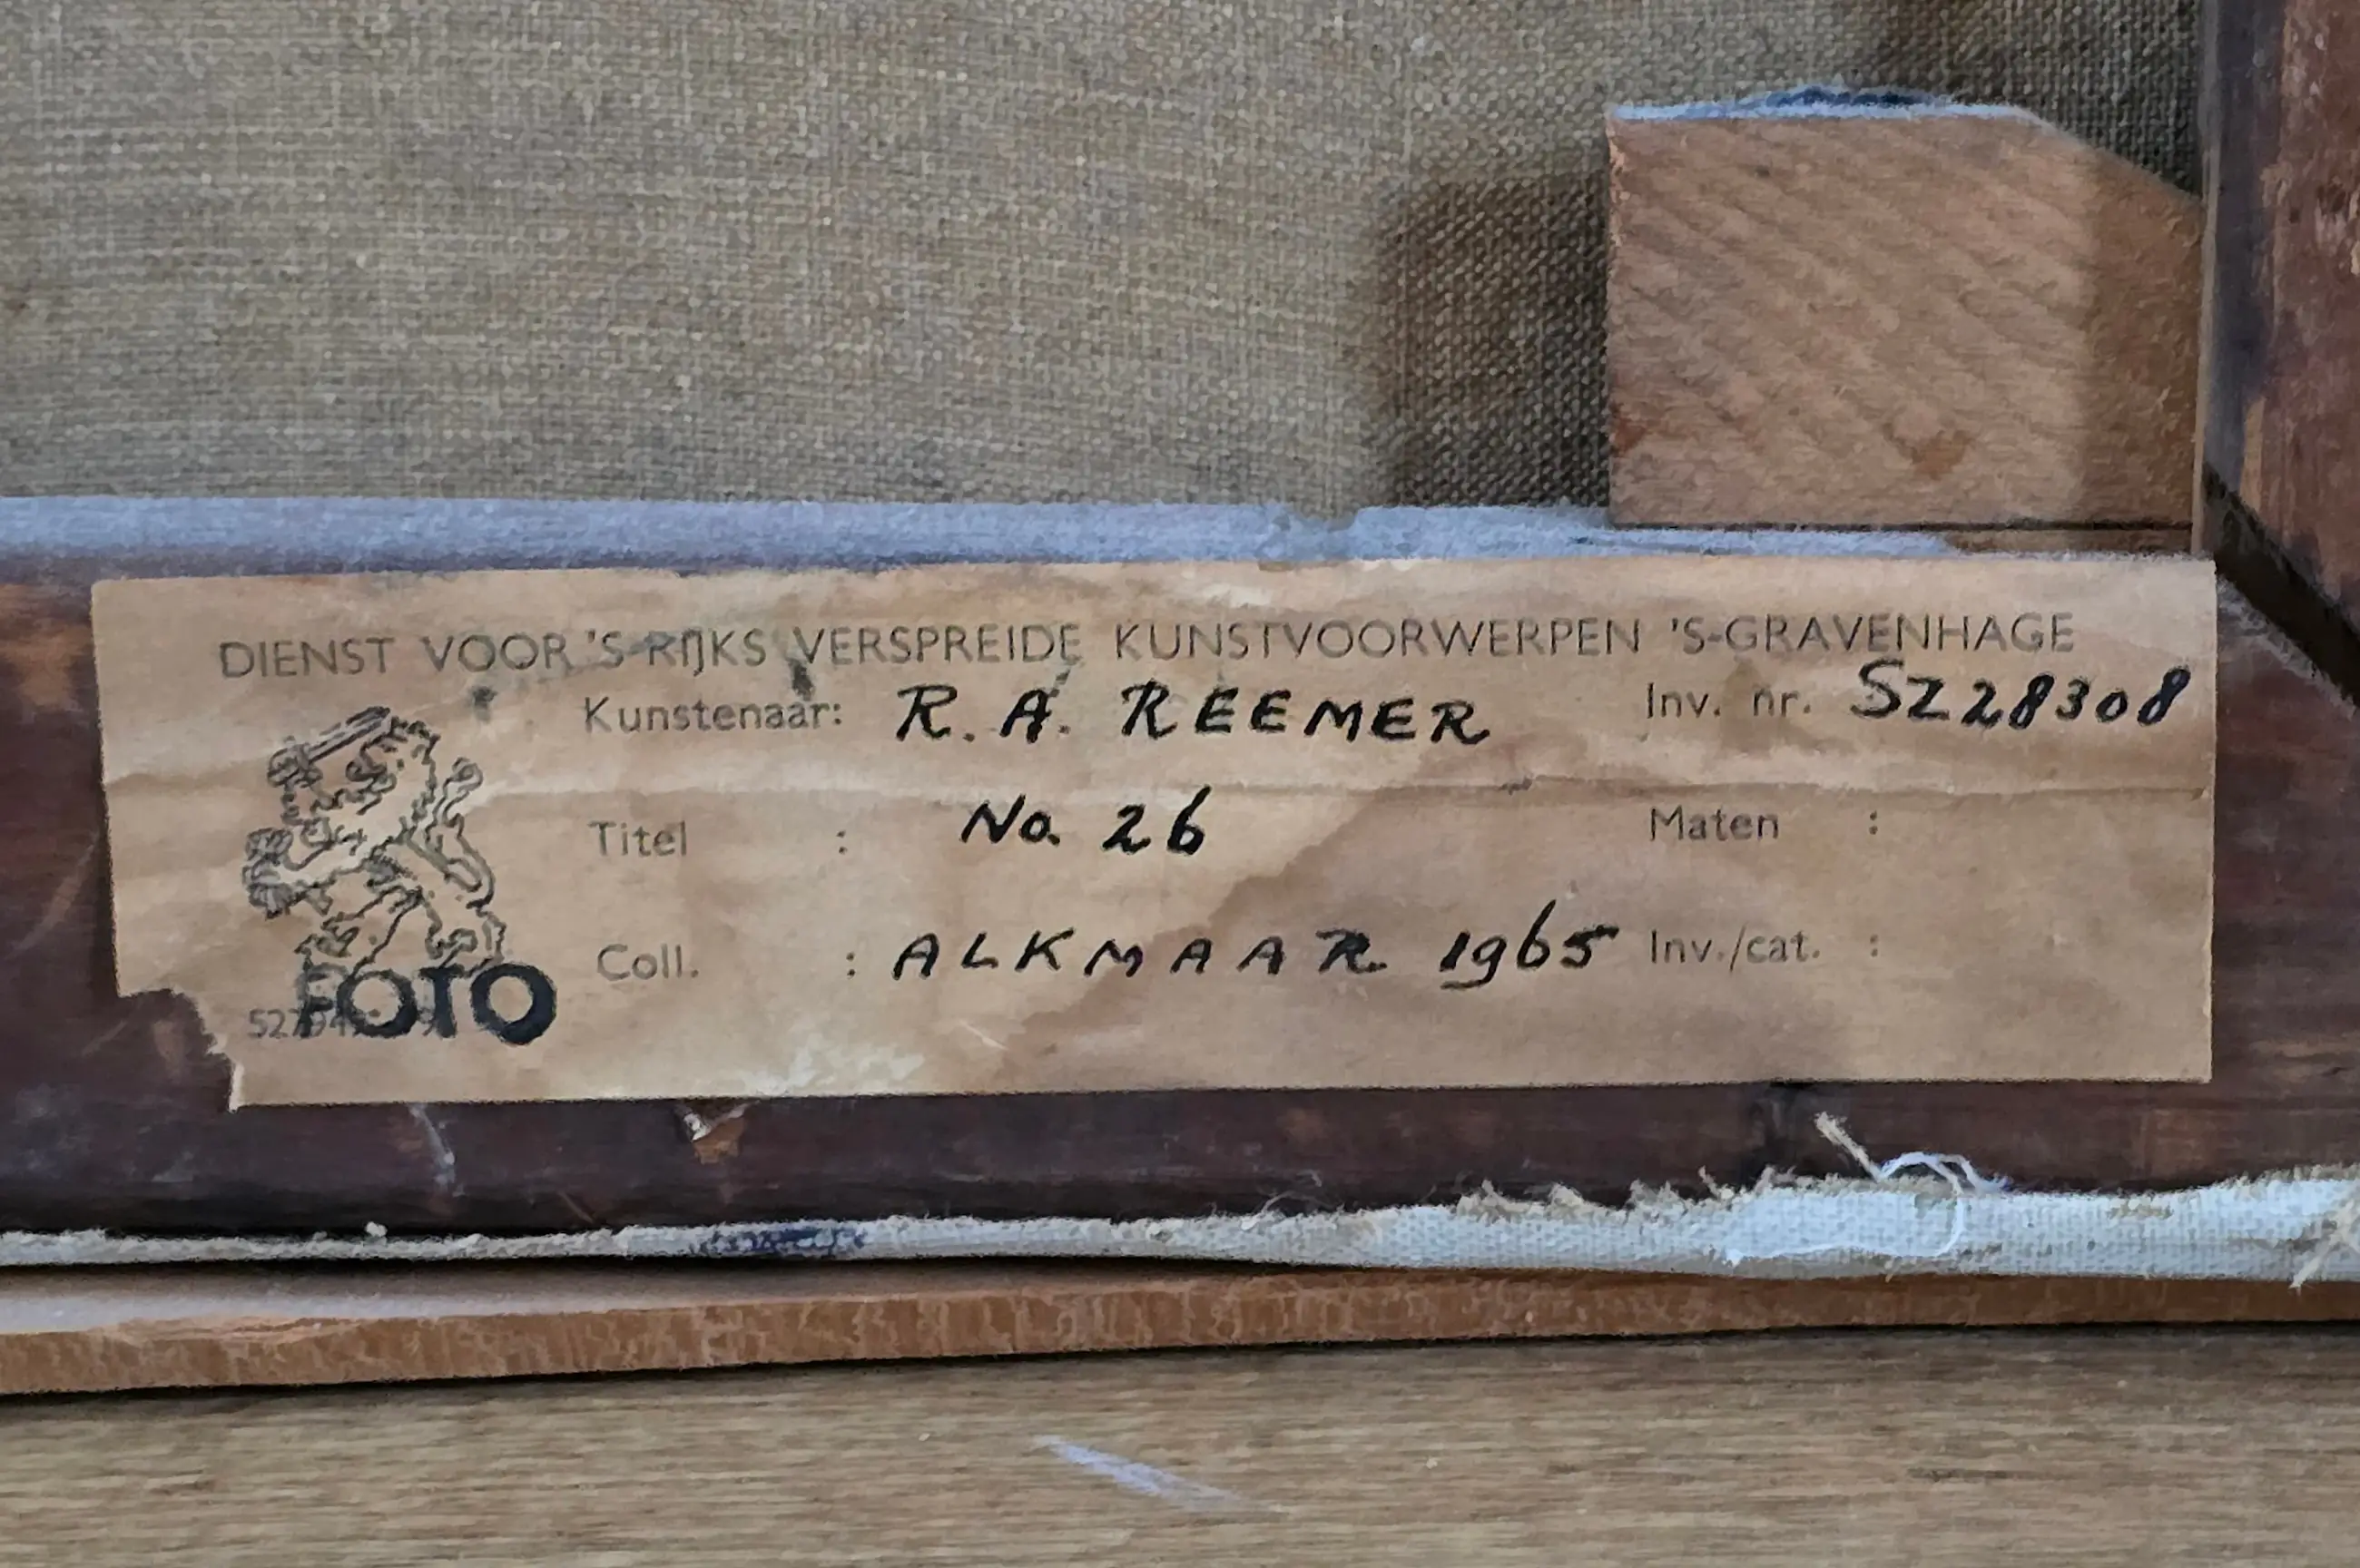 DIENST VOOR 'S-RIJKS VERSPREIDE KUNSTVOORWERPEN 'S-GRAVENHAGE
Kunstenaar: R. A. REEMER Inv. nr. SZ28308
Titel : No. 26 Maten :
Coll. : ALKMAAR 1965 Inv./cat. :
FOTO